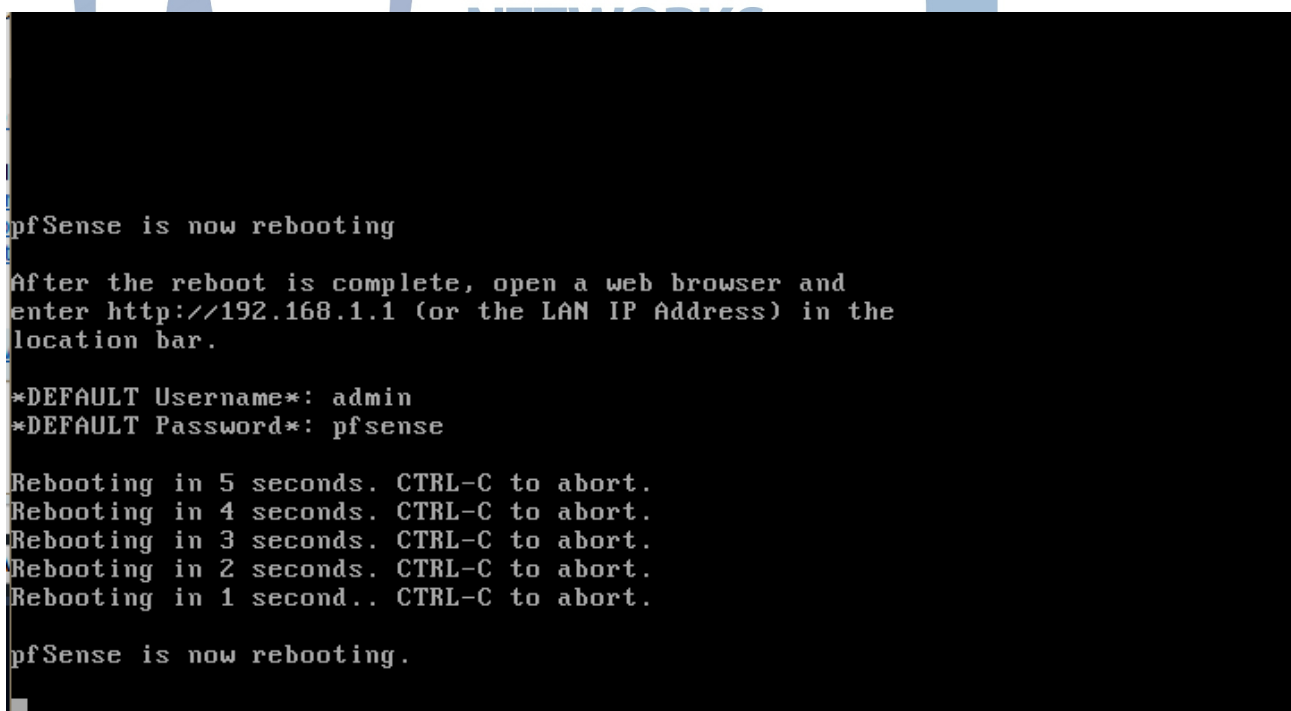 NETWORKS
pfSense is now rebooting
After the reboot is complete, open a web browser and
enter http://192.168.1.1 (or the LAN IP Address) in the
location bar.
*DEFAULT Username*: admin
*DEFAULT Password*: pfsense
Rebooting in 5 seconds. CTRL-C to abort.
Rebooting in 4 seconds. CTRL-C to abort.
Rebooting in 3 seconds. CTRL-C to abort.
Rebooting in 2 seconds. CTRL-C to abort.
Rebooting in 1 second.. CTRL-C to abort.
pfSense is now rebooting.